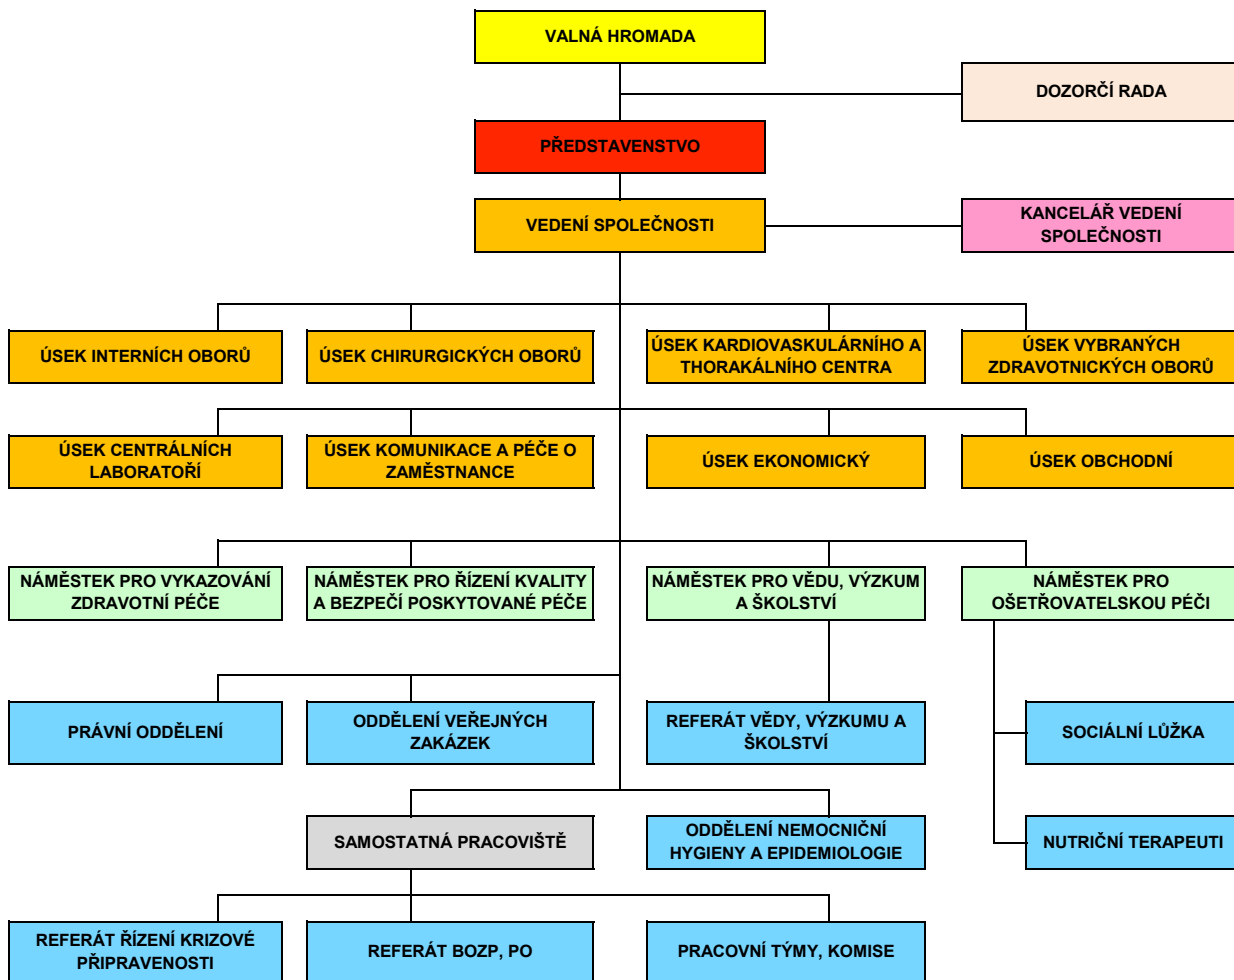 VALNÁ HROMADA
DOZORČÍ RADA
PŘEDSTAVENSTVO
VEDENÍ SPOLEČNOSTI
KANCELÁŘ VEDENÍ
SPOLEČNOSTI
ÚSEK INTERNÍCH OBORŮ
ÚSEK CHIRURGICKÝCH OBORŮ
ÚSEK KARDIOVASKULÁRNÍHO A
THORAKÁLNÍHO CENTRA
ÚSEK VYBRANÝCH
ZDRAVOTNICKÝCH OBORŮ
ÚSEK CENTRÁLNÍCH
LABORATOŘÍ
ÚSEK KOMUNIKACE A PÉČE O
ZAMĚSTNANCE
ÚSEK EKONOMICKÝ
ÚSEK OBCHODNÍ
NÁMĚSTEK PRO VYKAZOVÁNÍ
ZDRAVOTNÍ PÉČE
NÁMĚSTEK PRO ŘÍZENÍ KVALITY
A BEZPEČÍ POSKYTOVANÉ PÉČE
NÁMĚSTEK PRO VĚDU, VÝZKUM
A ŠKOLSTVÍ
NÁMĚSTEK PRO
OŠETŘOVATELSKOU PÉČI
PRÁVNÍ ODDĚLENÍ
ODDĚLENÍ VEŘEJNÝCH
ZAKÁZEK
REFERÁT VĚDY, VÝZKUMU A
ŠKOLSTVÍ
SOCIÁLNÍ LŮŽKA
SAMOSTATNÁ PRACOVIŠTĚ
ODDĚLENÍ NEMOCNIČNÍ
HYGIENY A EPIDEMIOLOGIE
NUTRIČNÍ TERAPEUTI
REFERÁT ŘÍZENÍ KRIZOVÉ
PŘIPRAVENOSTI
REFERÁT BOZP, PO
PRACOVNÍ TÝMY, KOMISE